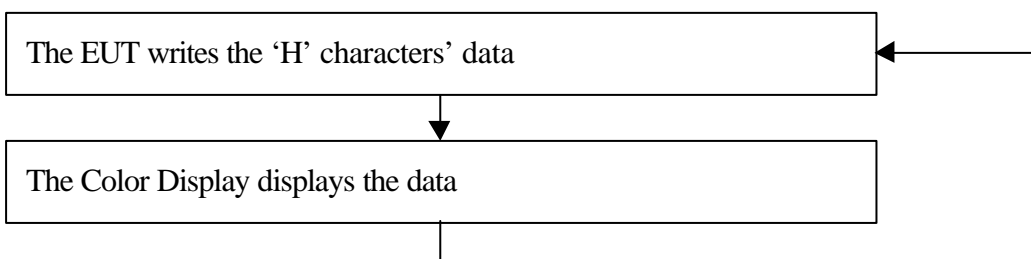 The EUT writes the ‘H’ characters’ data
The Color Display displays the data